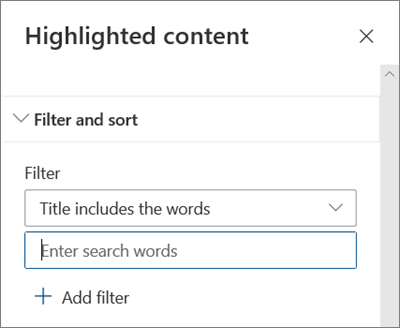 Highlighted content
Filter and sort
Filter
Title includes the words
Enter search words
Add filter